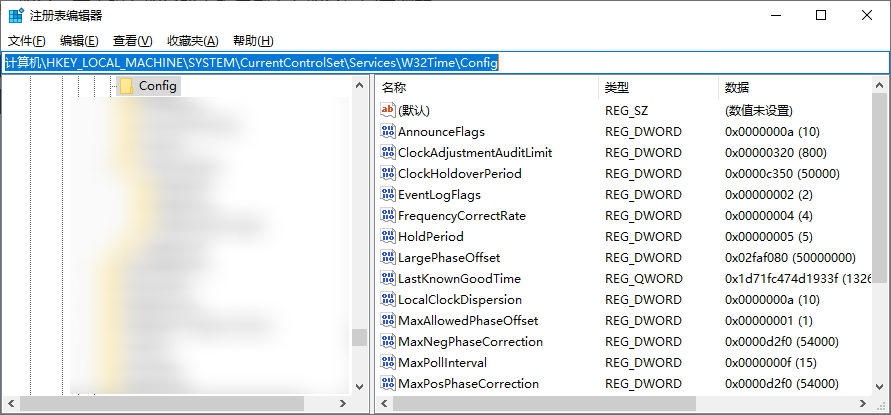 注册表编辑器
文件(F) 编辑(E) 查看(V) 收藏夹(A) 帮助(H)
计算机\HKEY_LOCAL_MACHINE\SYSTEM\CurrentControlSet\Services\W32Time\Config
Config
名称 类型 数据
(默认) REG_SZ (数值未设置)
AnnounceFlags REG_DWORD 0x0000000a (10)
ClockAdjustmentAuditLimit REG_DWORD 0x00000320 (800)
ClockHoldoverPeriod REG_DWORD 0x0000c350 (50000)
EventLogFlags REG_DWORD 0x00000002 (2)
FrequencyCorrectRate REG_DWORD 0x00000004 (4)
HoldPeriod REG_DWORD 0x00000005 (5)
LargePhaseOffset REG_DWORD 0x02faf080 (50000000)
LastKnownGoodTime REG_QWORD 0x1d71fc474d1933f (1326
LocalClockDispersion REG_DWORD 0x0000000a (10)
MaxAllowedPhaseOffset REG_DWORD 0x00000001 (1)
MaxNegPhaseCorrection REG_DWORD 0x0000d2f0 (54000)
MaxPollInterval REG_DWORD 0x0000000f (15)
MaxPosPhaseCorrection REG_DWORD 0x0000d2f0 (54000)